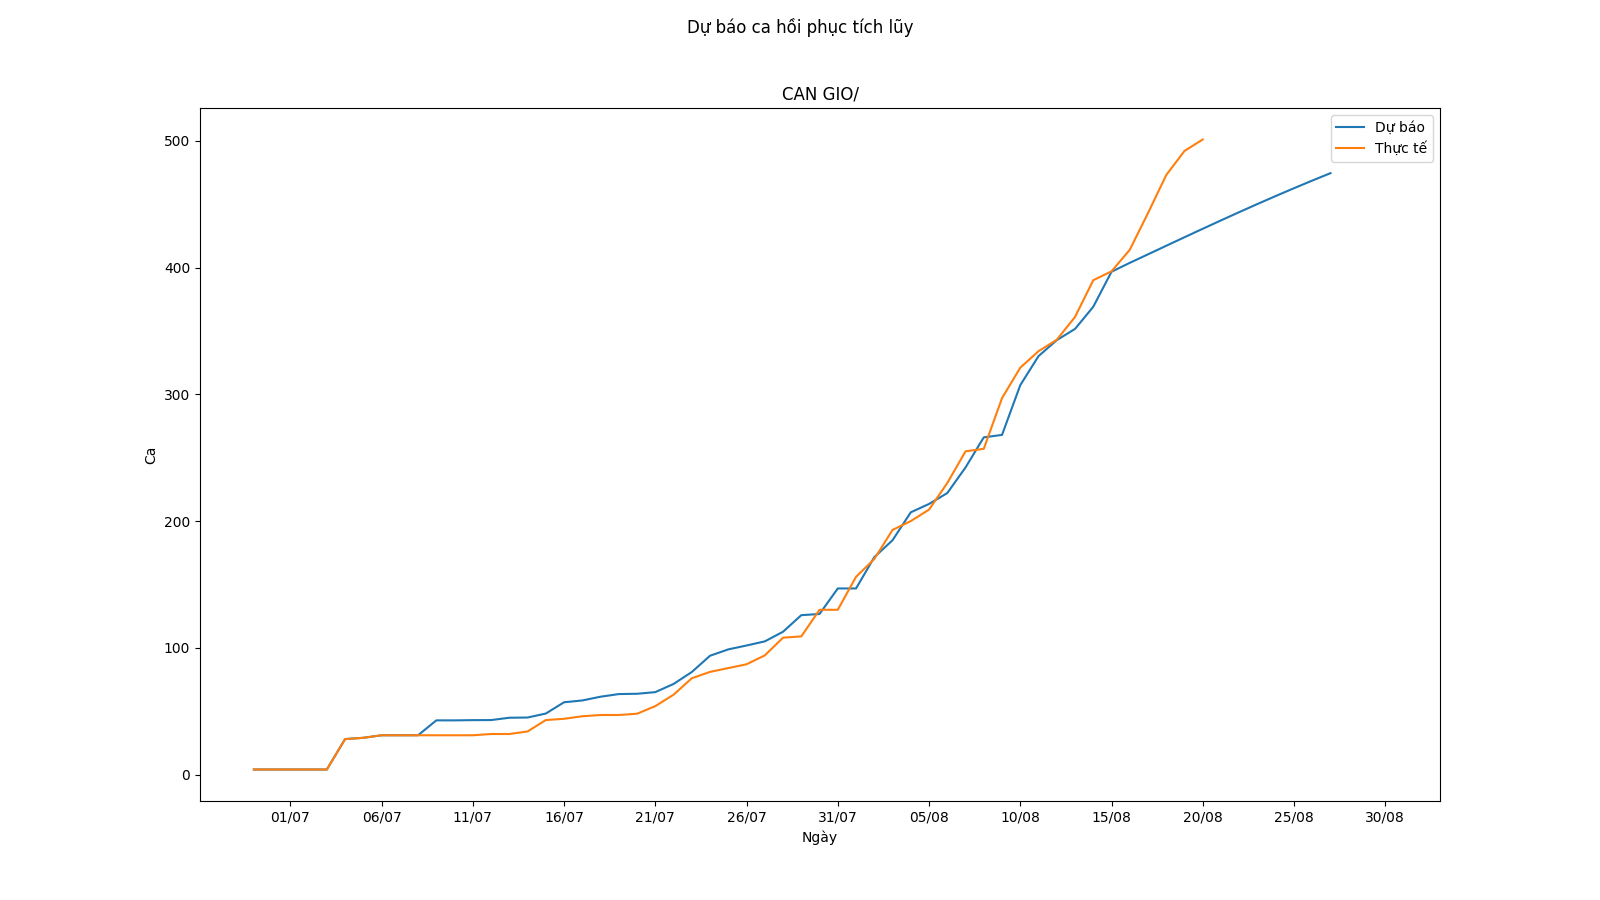 Dự báo ca hồi phục tích lũy
CAN GIO/
Dự báo
Thực tế
500
400
300
200
100
0
Ca
01/07 06/07 11/07 16/07 21/07 26/07 31/07 05/08 10/08 15/08 20/08 25/08 30/08
Ngày